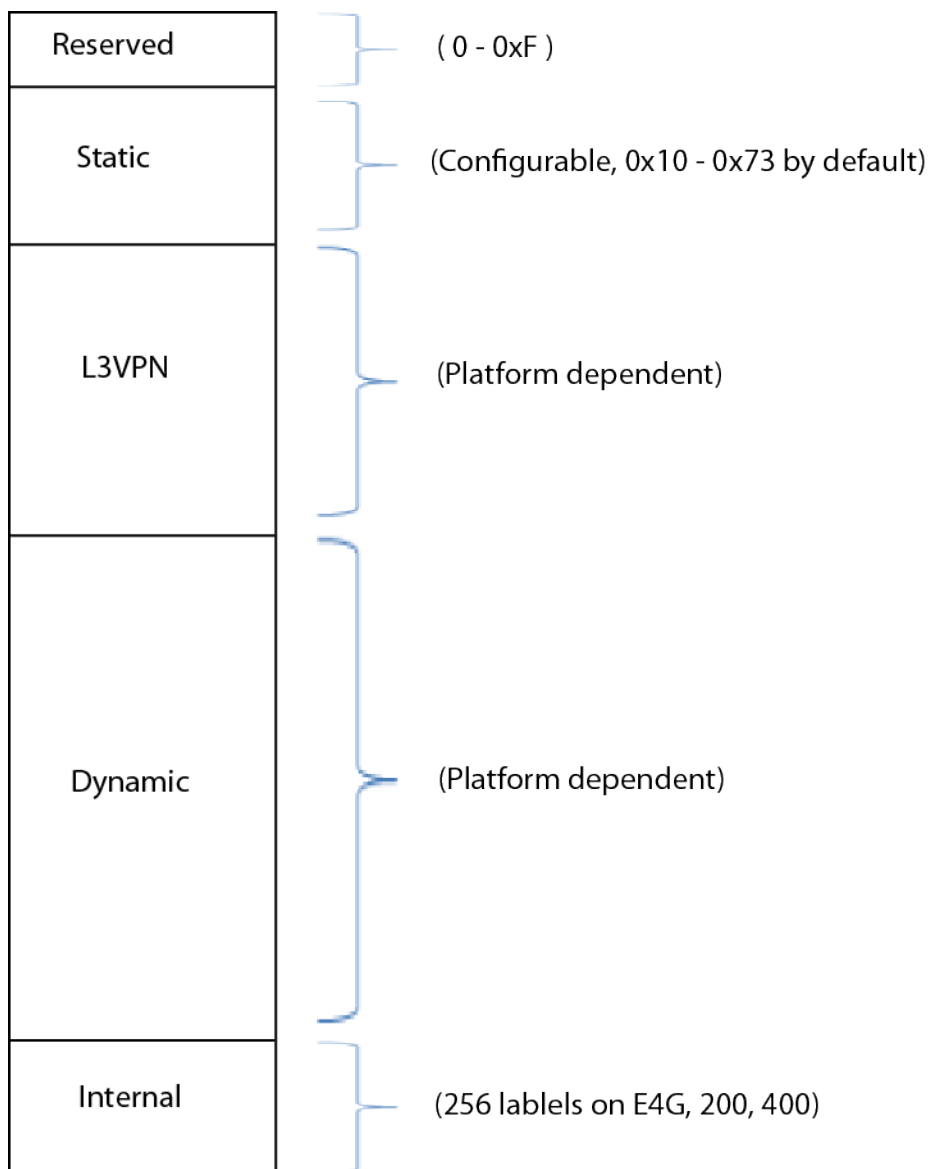 Reserved
( 0 - 0xF )
Static
(Configurable, 0x10 - 0x73 by default)
L3VPN
(Platform dependent)
Dynamic
(Platform dependent)
Internal
(256 lablels on E4G, 200, 400)